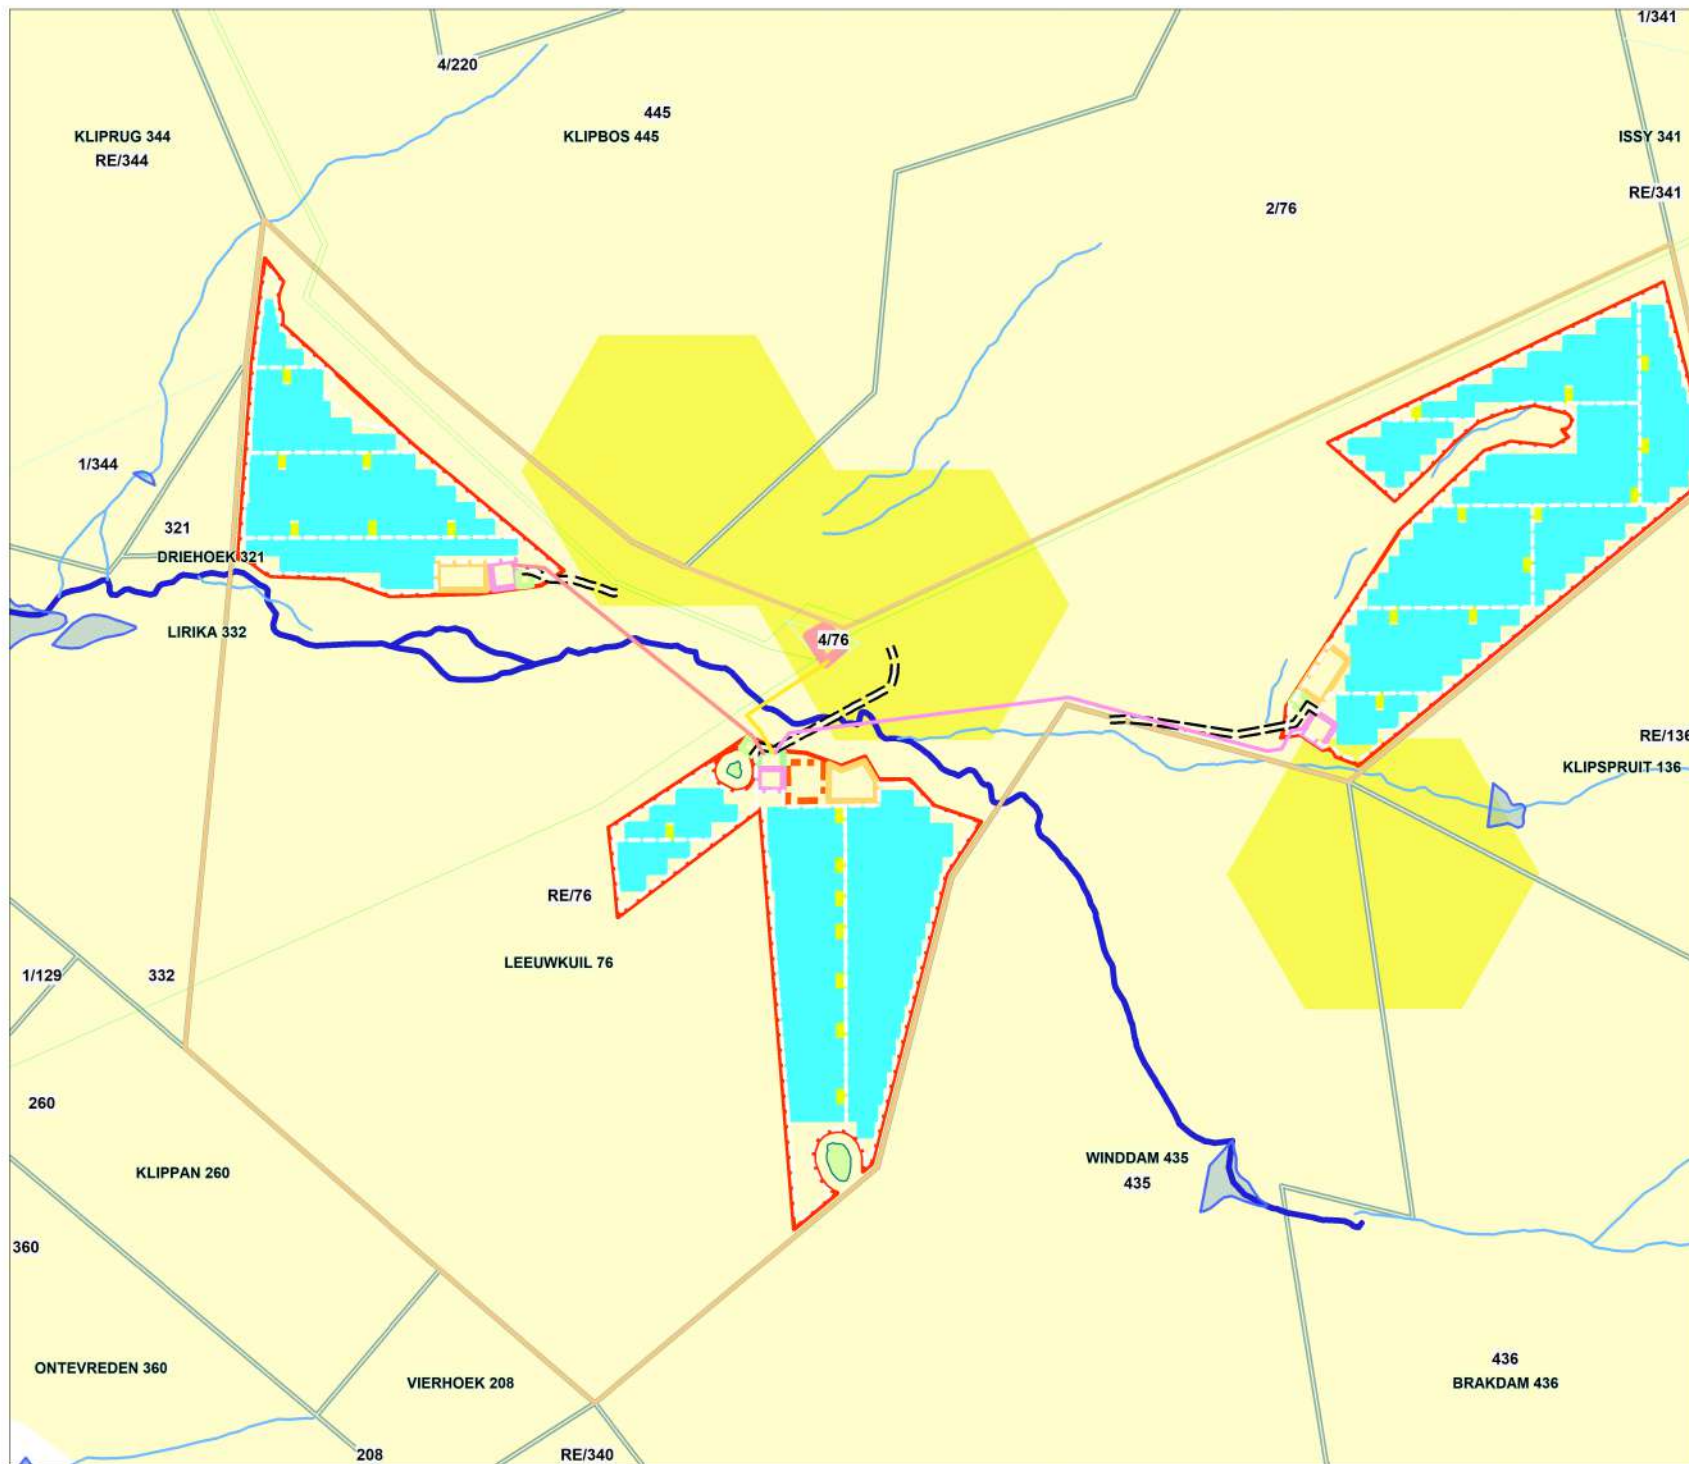 1/341
4/220
445
KLIPRUG 344
KLIPBOS 445
ISSY 341
RE/344
RE/341
2/76
1/344
321
DRIEHOEK 321
LIRIKA 332
4/76
RE/136
KLIPSPRUIT 136
RE/76
LEEUWKUIL 76
1/129
332
260
WINDDAM 435
KLIPPAN 260
435
360
436
ONTEVREDEN 360
VIERHOEK 208
BRAKDAM 436
208
RE/340